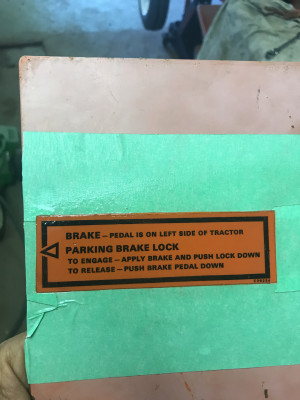 BRAKE – PEDAL IS ON LEFT SIDE OF TRACTOR
PARKING BRAKE LOCK
TO ENGAGE – APPLY BRAKE AND PUSH LOCK DOWN
TO RELEASE – PUSH BRAKE PEDAL DOWN